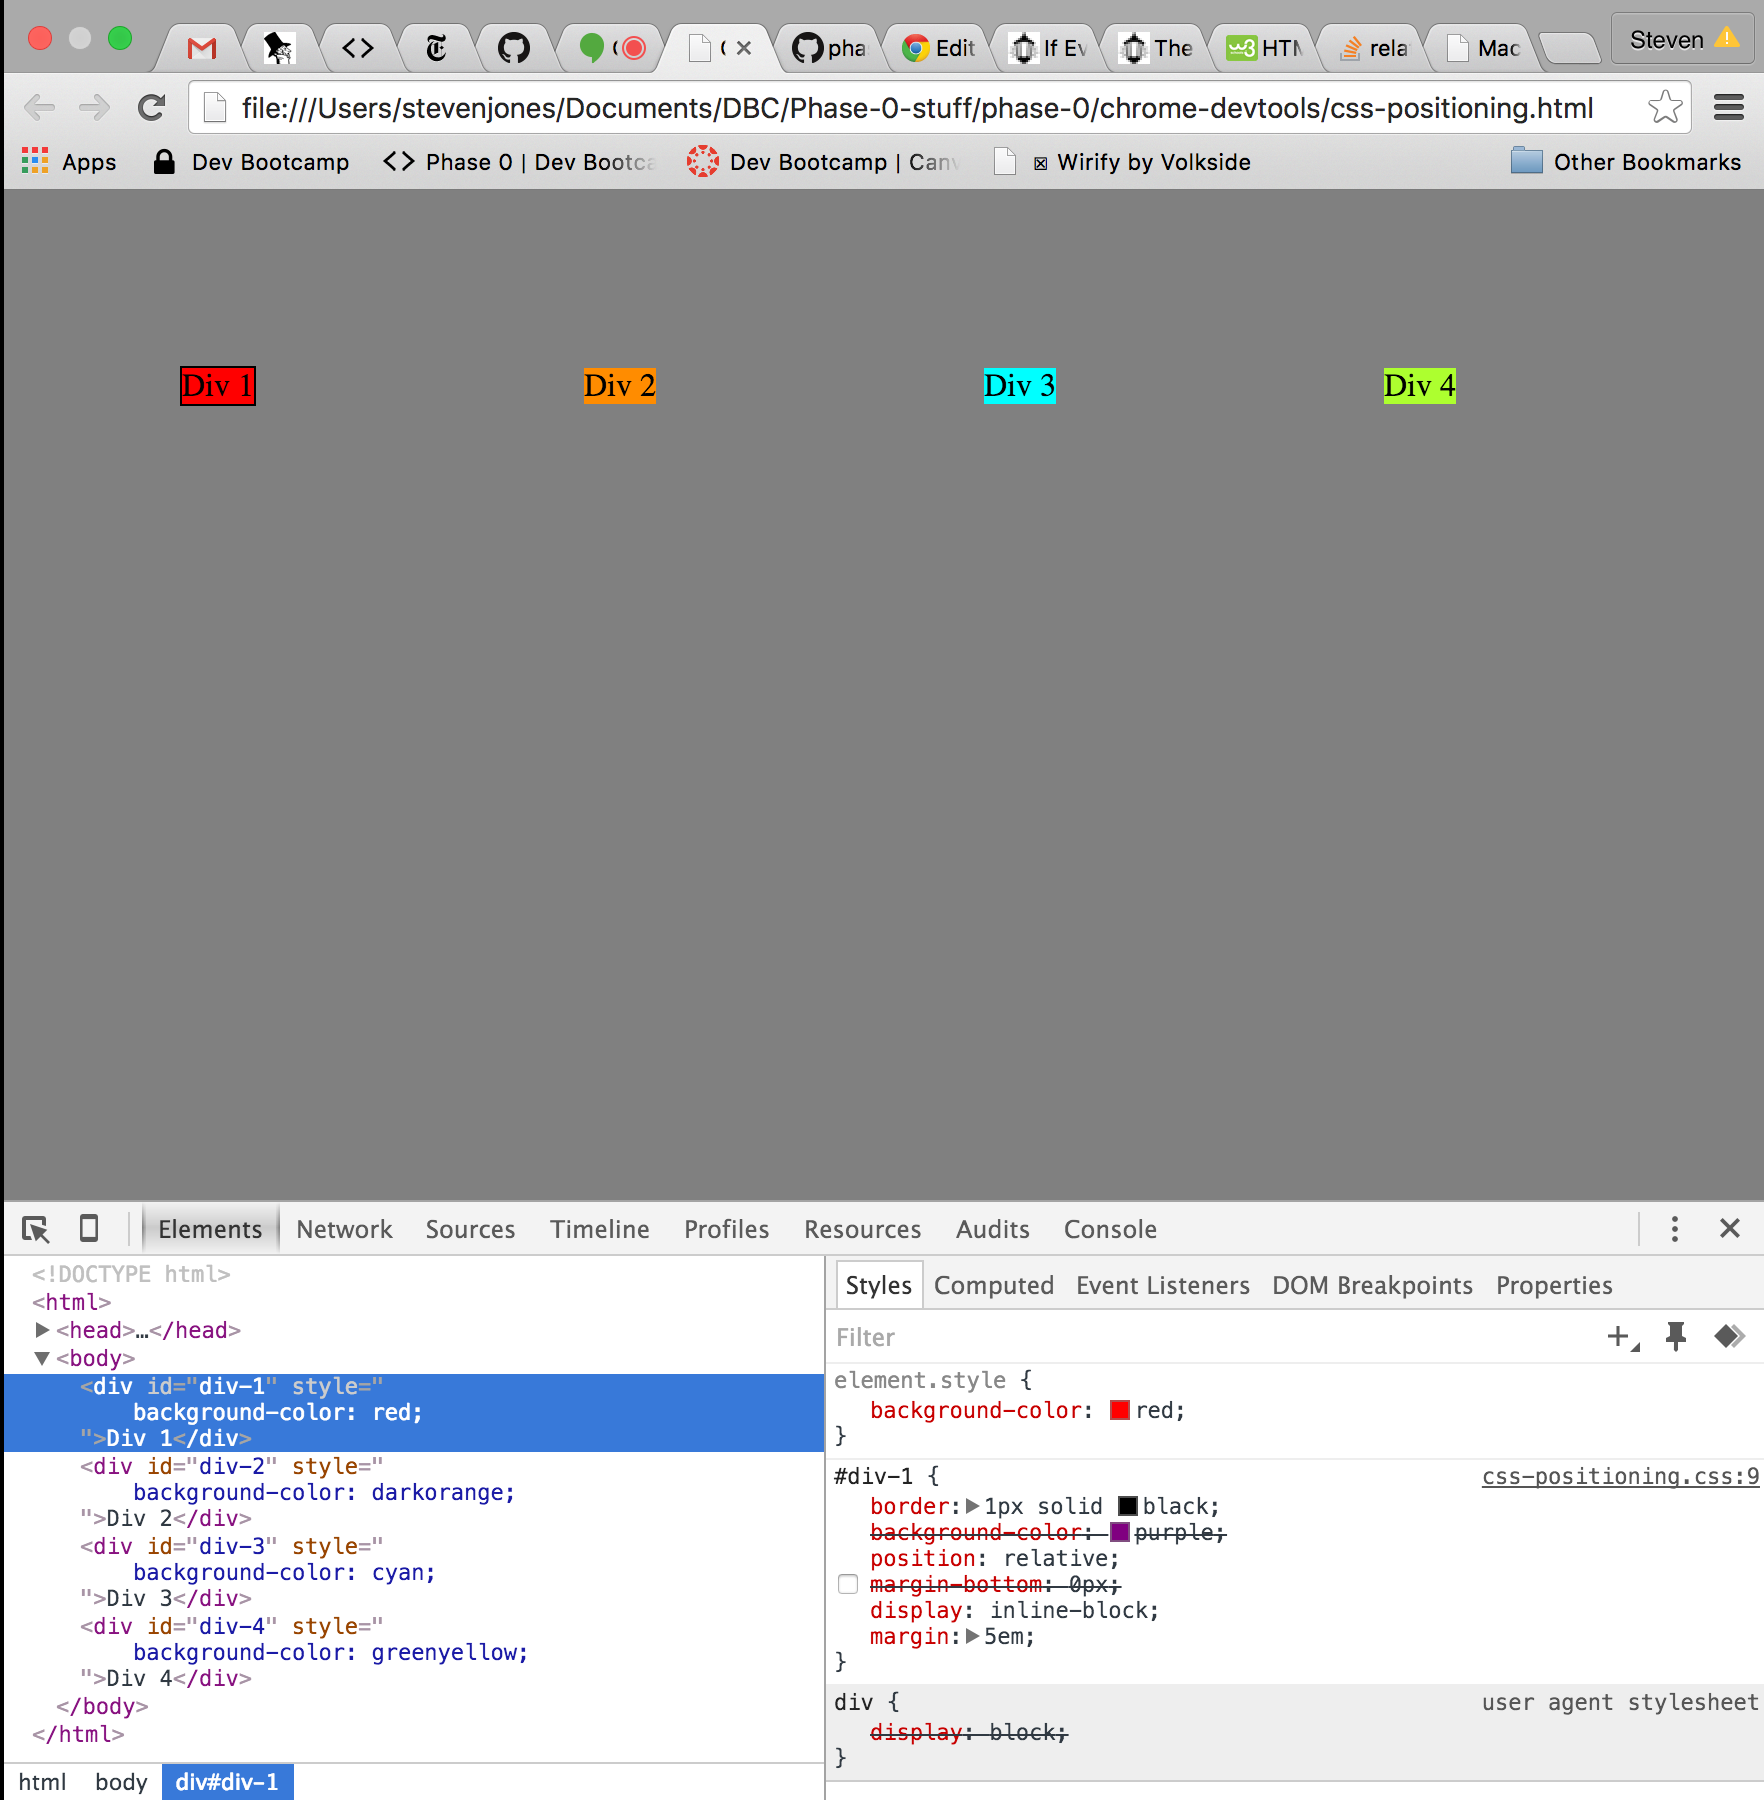 Edit
If Ev
The
HTM
rela
Mac
Steven
file:///Users/stevenjones/Documents/DBC/Phase-0-stuff/phase-0/chrome-devtools/css-positioning.html
Apps
Dev Bootcamp
<> Phase 0 | Dev Bootca
Dev Bootcamp | Canv
Wirify by Volkside
Other Bookmarks
Div 1
Div 2
Div 3
Div 4
Elements
Network
Sources
Timeline
Profiles
Resources
Audits
Console
<!DOCTYPE html>
<html>
<head>…</head>
<body>
<div id="div-1" style="
background-color: red;
">Div 1</div>
<div id="div-2" style="
background-color: darkorange;
">Div 2</div>
<div id="div-3" style="
background-color: cyan;
">Div 3</div>
<div id="div-4" style="
background-color: greenyellow;
">Div 4</div>
</body>
</html>
html body div#div-1
Styles Computed Event Listeners DOM Breakpoints Properties
Filter
element.style {
background-color: red;
}
#div-1 { css-positioning.css:9
border: 1px solid black;
background-color: purple;
position: relative;
margin-bottom: 0px;
display: inline-block;
margin: 5em;
}
div { user agent stylesheet
display: block;
}